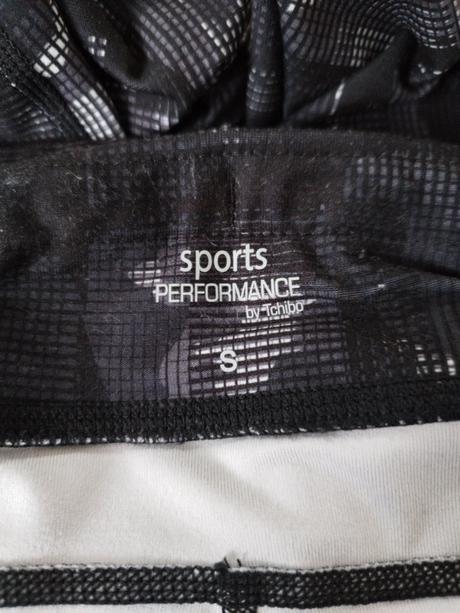 sports
PERFORMANCE
by Tchibo
S